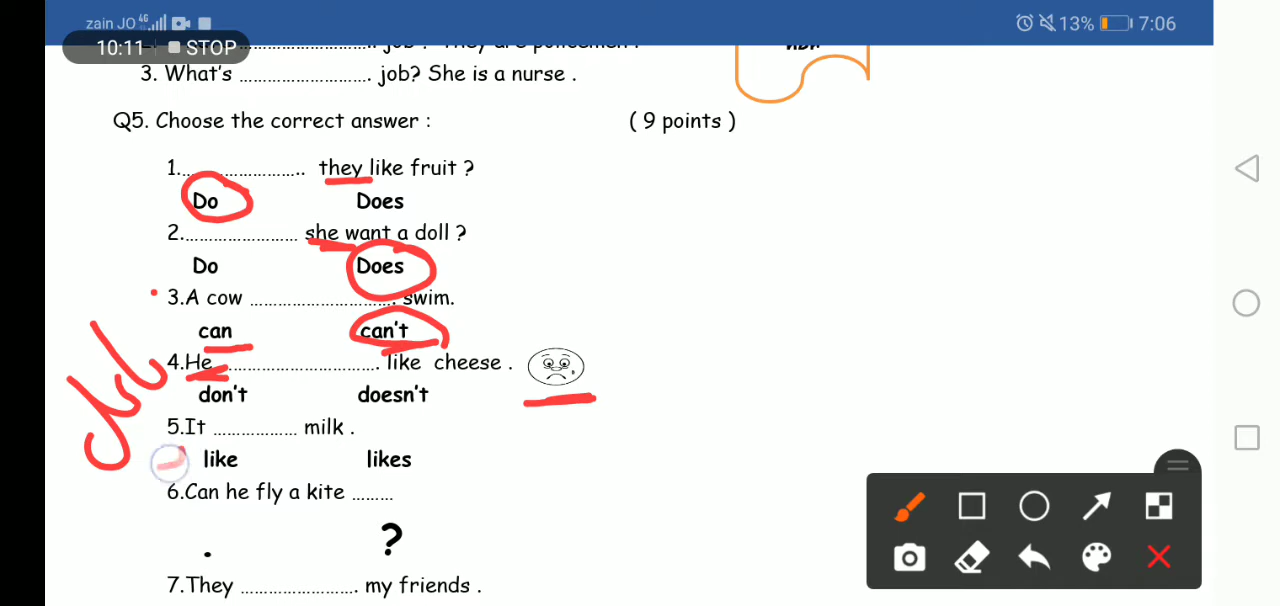 zain JO 4G 13% 7:06
10:11 STOP
3. What's ............................. job? She is a nurse .
Q5. Choose the correct answer : ( 9 points )
1........................... they like fruit ?
Do Does
2........................ she want a doll ?
Do Does
3.A cow .............................. swim.
can can't
4.He ................................ like cheese .
don't doesn't
5.It ................. milk .
like likes
6.Can he fly a kite .........
. ?
7.They ........................ my friends .